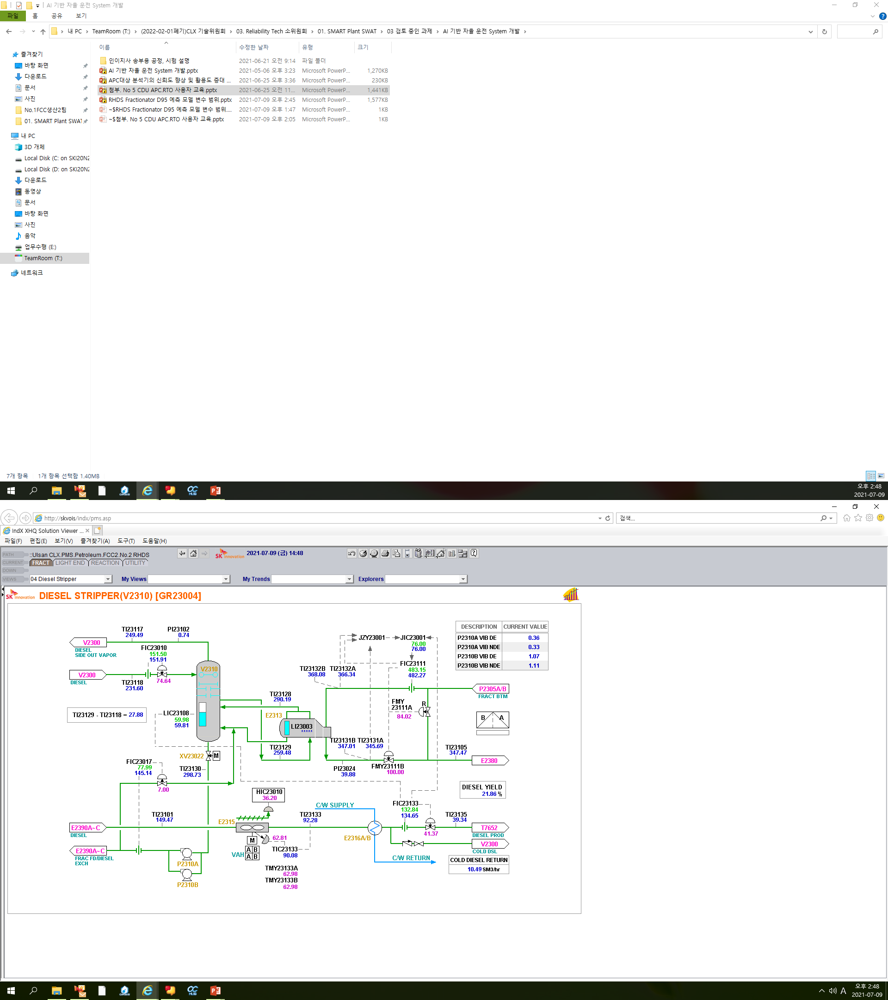 AI 기반 자율 운전 System 개발
파일 홈 공유 보기
내 PC › TeamRoom (T:) › (2022-02-01폐기)CLX 기술위원회 › 03. Reliability Tech 소위원회 › 01. SMART Plant SWAT › 03 검토 중인 과제 › AI 기반 자율 운전 System 개발 ›
이름 수정한 날짜 유형 크기
인이지사 송부용 공정, 시험 설명 2021-06-21 오전 9:14 파일 폴더
AI 기반 자율 운전 System 개발.pptx 2021-05-06 오후 3:23 Microsoft PowerP... 1,270KB
APC대상 분석기의 신뢰도 향상 및 활용도 증대 ... 2021-06-25 오후 3:36 Microsoft PowerP... 230KB
첨부. No 5 CDU APC.RTO 사용자 교육.pptx 2021-06-25 오전 11... Microsoft PowerP... 1,441KB
RHDS Fractionator D95 예측 모델 변수 범위.pptx 2021-07-09 오후 2:45 Microsoft PowerP... 1,577KB
~$RHDS Fractionator D95 예측 모델 변수 범위.... 2021-07-09 오후 1:47 Microsoft PowerP... 1KB
~$첨부. No 5 CDU APC.RTO 사용자 교육.pptx 2021-07-09 오후 2:05 Microsoft PowerP... 1KB
즐겨찾기
바탕 화면
다운로드
문서
사진
No.1FCC생산2팀
01. SMART Plant SWAT
내 PC
3D 개체
Local Disk (C: on SKI20N2
Local Disk (D: on SKI20N2
다운로드
동영상
문서
바탕 화면
사진
음악
업무수행 (E:)
TeamRoom (T:)
네트워크
7개 항목 1개 항목 선택함 1.40MB
오후 2:48
2021-07-09
http://skvois/indx/pms.asp
검색...
IndX XHQ Solution Viewer ...
파일(F) 편집(E) 보기(V) 즐겨찾기(A) 도구(T) 도움말(H)
PATH ::Ulsan CLX.PMS.Petroleum.FCC2.No.2 RHDS
SK innovation 2021-07-09 (금) 14:48
CURRENT FRACT LIGHT END REACTION UTILITY
DOWN
VIEWS 04 Diesel Stripper My Views My Trends Explorers
SK innovation DIESEL STRIPPER(V2310) [GR23004]
V2300
DIESEL
SIDE OUT VAPOR
TI23117
249.49
PI23102
0.74
FIC23010
151.50
151.91
V2300
DIESEL
TI23118
231.60
74.64
V2310
TI23129 - TI23118 = 27.88
LIC23108
59.98
59.81
TI23128
290.19
E2313
LI23003
*****
TI23129
259.48
TI23132B
368.08
TI23132A
366.34
JZY23001
JIC23001
76.00
76.00
FIC23111
483.15
482.27
FMY
23111A
84.02
R
TI23131B
347.01
TI23131A
345.69
PI23024
39.88
FMY23111B
100.00
TI23105
347.47
E2380
P2305A/B
FRACT BTM
B A
DESCRIPTION CURRENT VALUE
P2310A VIB DE 0.36
P2310A VIB NDE 0.33
P2310B VIB DE 1.07
P2310B VIB NDE 1.11
XV23022
M
TI23130
298.73
FIC23017
77.99
145.14
7.00
HIC23010
36.20
DIESEL YIELD
21.86 %
TI23101
149.47
E2390A~C
DIESEL
E2390A~C
FRAC FD/DIESEL
EXCH
P2310A
P2310B
E2315
M
VAH
A B
A B
62.81
TIC23133
90.08
TMY23133A
62.98
TMY23133B
62.98
TI23133
92.28
C/W SUPPLY
E2316A/B
C/W RETURN
FIC23133
132.84
134.65
41.37
TI23135
39.34
T7652
DIESEL PROD
V2300
COLD DSL
COLD DIESEL RETURN
10.49 SM3/hr
A
오후 2:48
2021-07-09